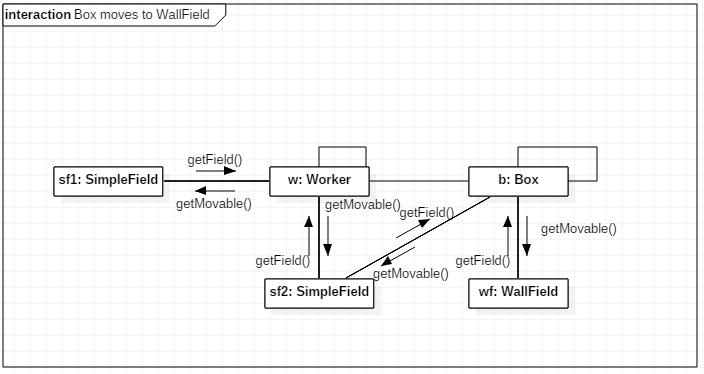 interaction Box moves to WallField
getField()
sf1: SimpleField
w: Worker
b: Box
getMovable()
getMovable()
getField()
getMovable()
getField()
getField()
getMovable()
sf2: SimpleField
wf: WallField